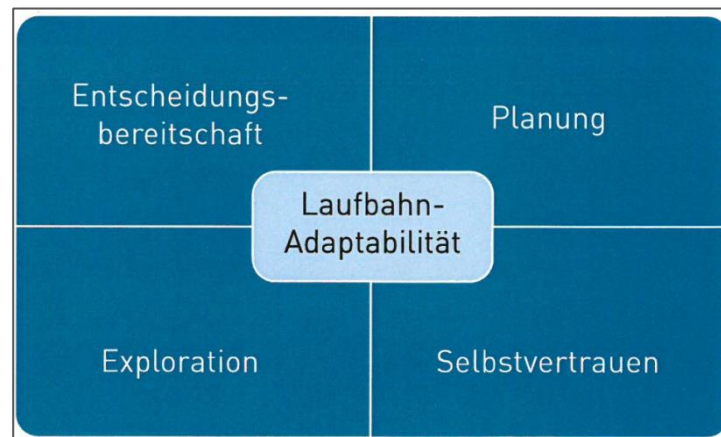 Entscheidungs-
bereitschaft
Planung
Laufbahn-
Adaptabilität
Exploration
Selbstvertrauen